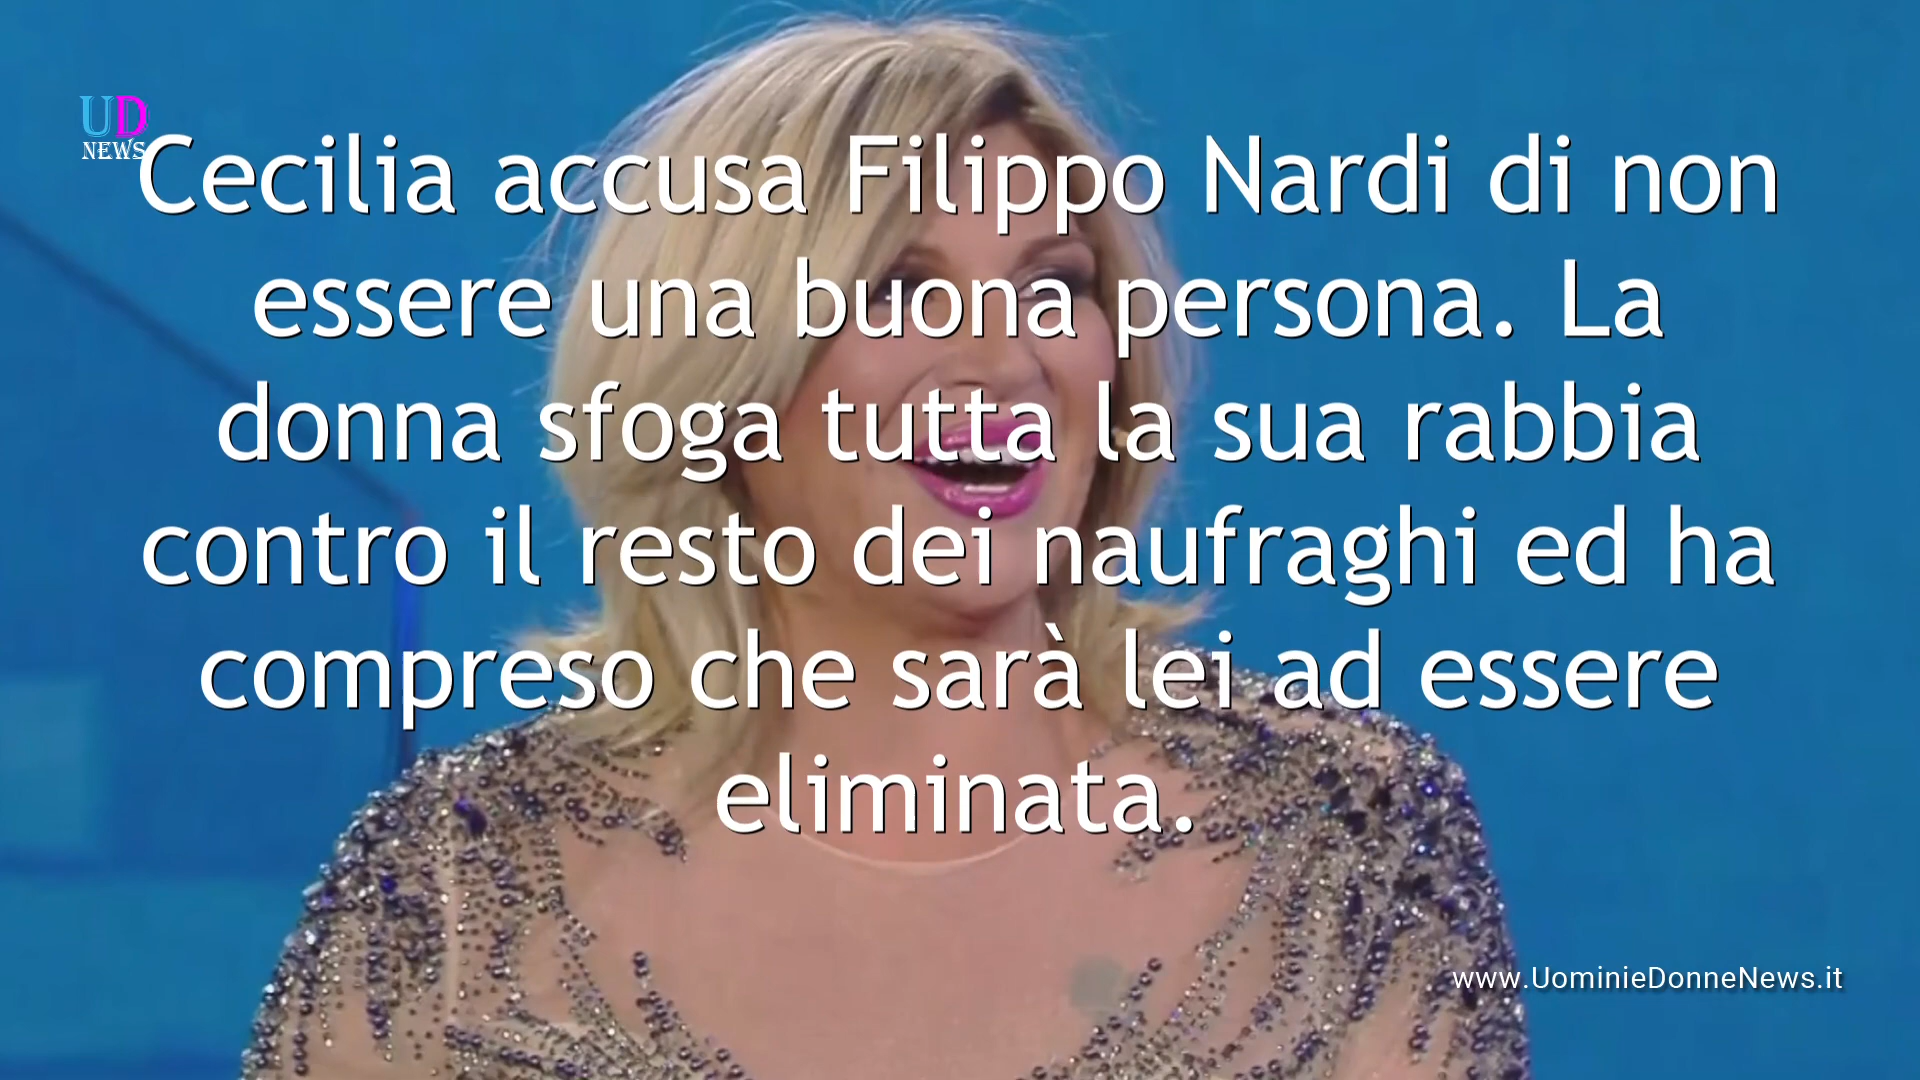 UD
NEWS
Cecilia accusa Filippo Nardi di non
essere una buona persona. La
donna sfoga tutta la sua rabbia
contro il resto dei naufraghi ed ha
compreso che sarà lei ad essere
eliminata.
www.UominieDonneNews.it